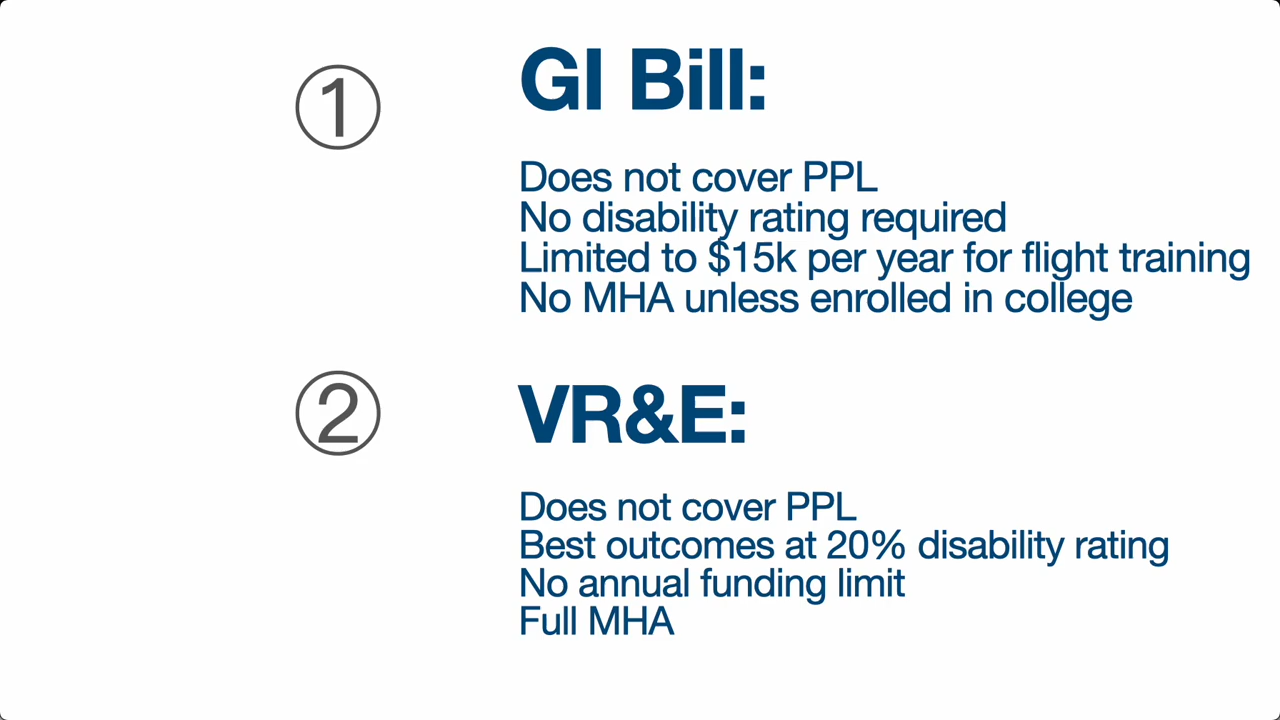 ① GI Bill:
Does not cover PPL
No disability rating required
Limited to $15k per year for flight training
No MHA unless enrolled in college
② VR&E:
Does not cover PPL
Best outcomes at 20% disability rating
No annual funding limit
Full MHA